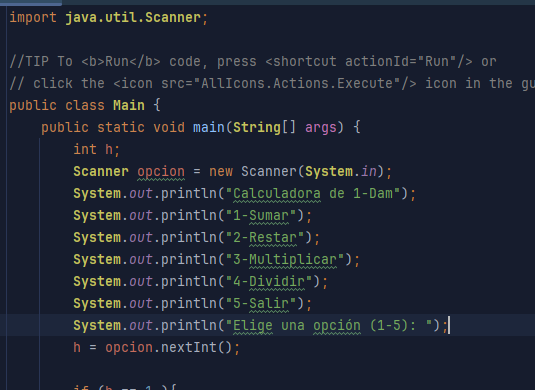 import java.util.Scanner;
//TIP To <b>Run</b> code, press <shortcut actionId="Run"/> or
// click the <icon src="AllIcons.Actions.Execute"/> icon in the gu
public class Main {
public static void main(String[] args) {
int h;
Scanner opcion = new Scanner(System.in);
System.out.println("Calculadora de 1-Dam");
System.out.println("1-Sumar");
System.out.println("2-Restar");
System.out.println("3-Multiplicar");
System.out.println("4-Dividir");
System.out.println("5-Salir");
System.out.println("Elige una opción (1-5): ");
h = opcion.nextInt();
if (h == 1 ){